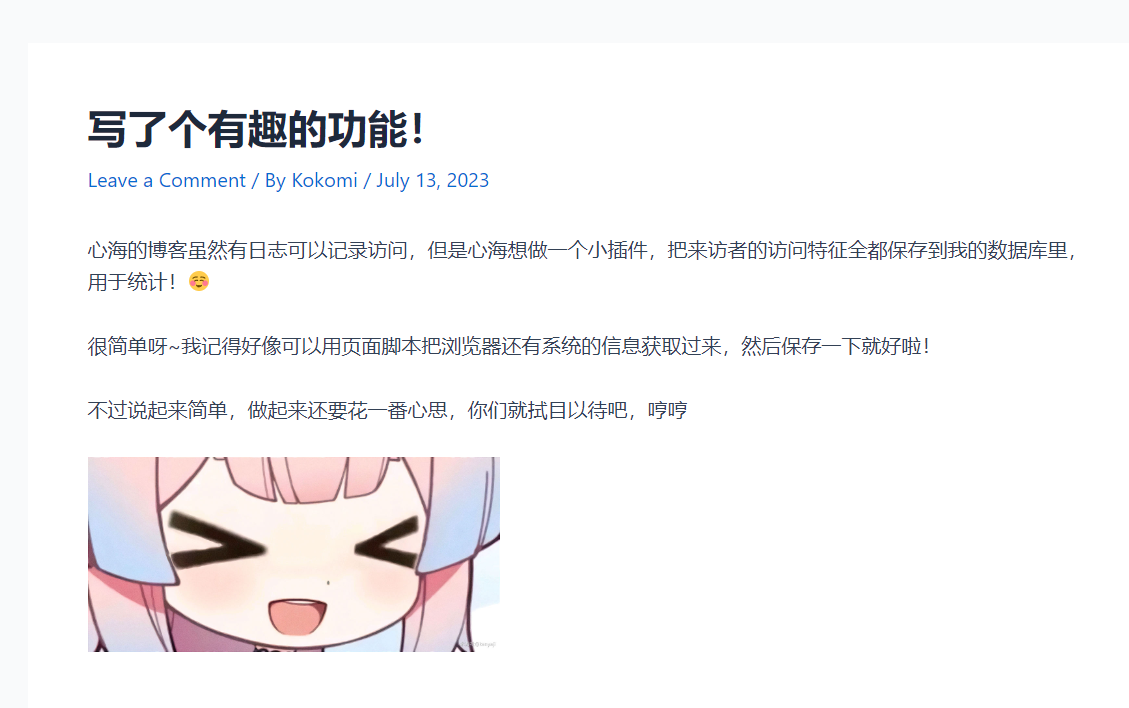 写了个有趣的功能！
Leave a Comment / By Kokomi / July 13, 2023
心海的博客虽然有日志可以记录访问，但是心海想做一个小插件，把来访者的访问特征全都保存到我的数据库里，
用于统计！☺️
很简单呀~我记得好像可以用页面脚本把浏览器还有系统的信息获取过来，然后保存一下就好啦！
不过说起来简单，做起来还要花一番心思，你们就拭目以待吧，哼哼